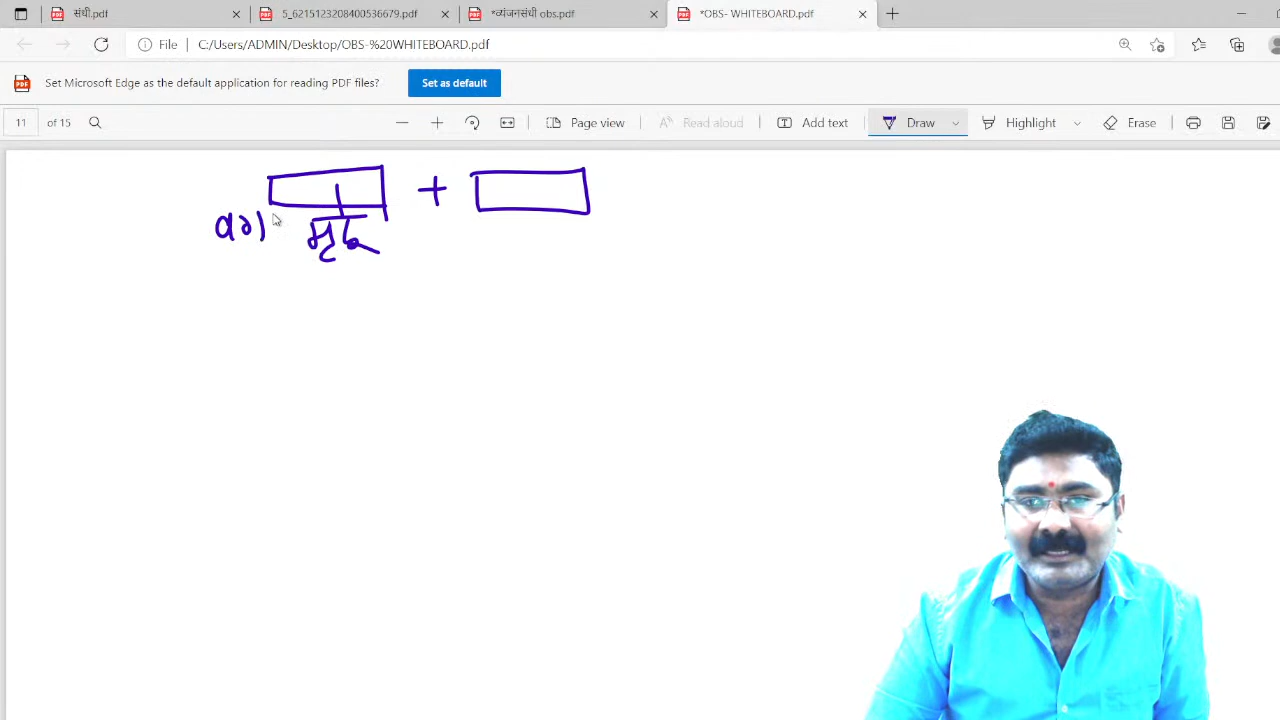 संधी.pdf 5_6215123208400536679.pdf *व्यंजनसंधी obs.pdf *OBS- WHITEBOARD.pdf
File C:/Users/ADMIN/Desktop/OBS-%20WHITEBOARD.pdf
Set Microsoft Edge as the default application for reading PDF files? Set as default
11 of 15 Page view Read aloud Add text Draw Highlight Erase
+